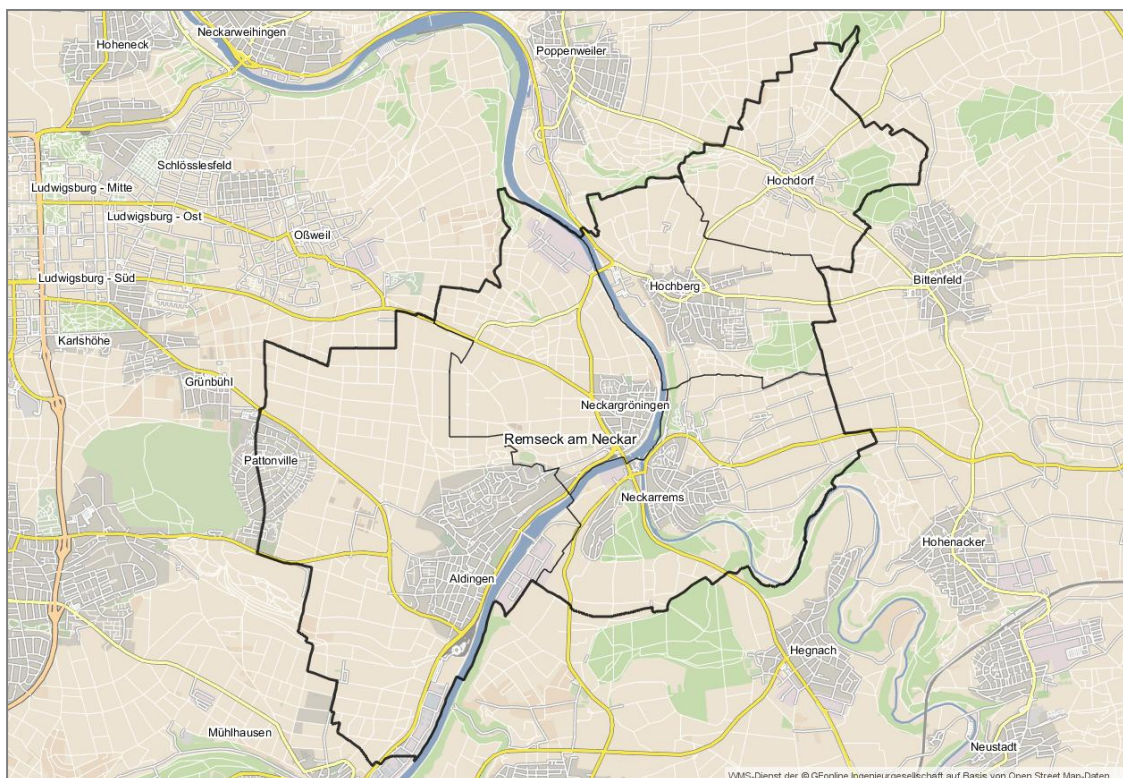 Hoheneck
Neckarweihingen
Poppenweiler
Schlösslesfeld
Ludwigsburg - Mitte
Hochdorf
Ludwigsburg - Ost
Oßweil
Ludwigsburg - Süd
Hochberg
Bittenfeld
Karlshöhe
Grünbühl
Neckargröningen
Remseck am Neckar
Pattonville
Neckarrems
Hohenacker
Aldingen
Hegnach
Mühlhausen
Neustadt
WMS-Dienst der © GEonline Ingenieurgesellschaft auf Basis von Open Street Map-Daten